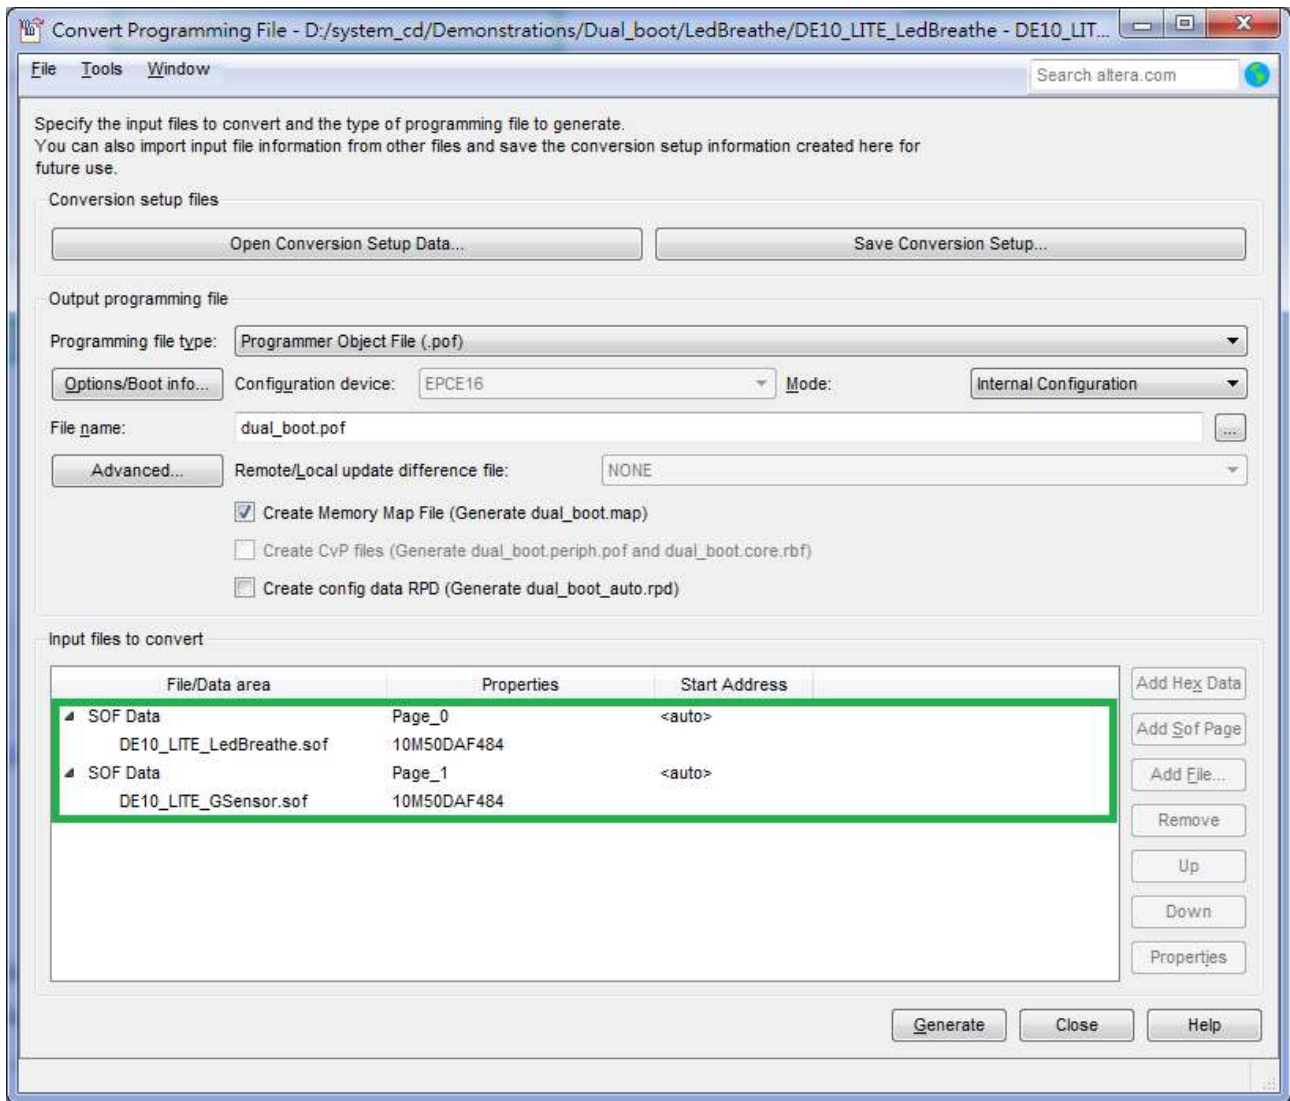 Convert Programming File - D:/system_cd/Demonstrations/Dual_boot/LedBreathe/DE10_LITE_LedBreathe - DE10_LIT...
File Tools Window Search altera.com
Specify the input files to convert and the type of programming file to generate.
You can also import input file information from other files and save the conversion setup information created here for
future use.
Conversion setup files
Open Conversion Setup Data... Save Conversion Setup...
Output programming file
Programming file type: Programmer Object File (.pof)
Options/Boot info... Configuration device: EPCE16 Mode: Internal Configuration
File name: dual_boot.pof ...
Advanced... Remote/Local update difference file: NONE
Create Memory Map File (Generate dual_boot.map)
Create CvP files (Generate dual_boot.periph.pof and dual_boot.core.rbf)
Create config data RPD (Generate dual_boot_auto.rpd)
Input files to convert
File/Data area Properties Start Address
SOF Data Page_0 <auto>
DE10_LITE_LedBreathe.sof 10M50DAF484
SOF Data Page_1 <auto>
DE10_LITE_GSensor.sof 10M50DAF484
Add Hex Data
Add Sof Page
Add File...
Remove
Up
Down
Properties
Generate Close Help